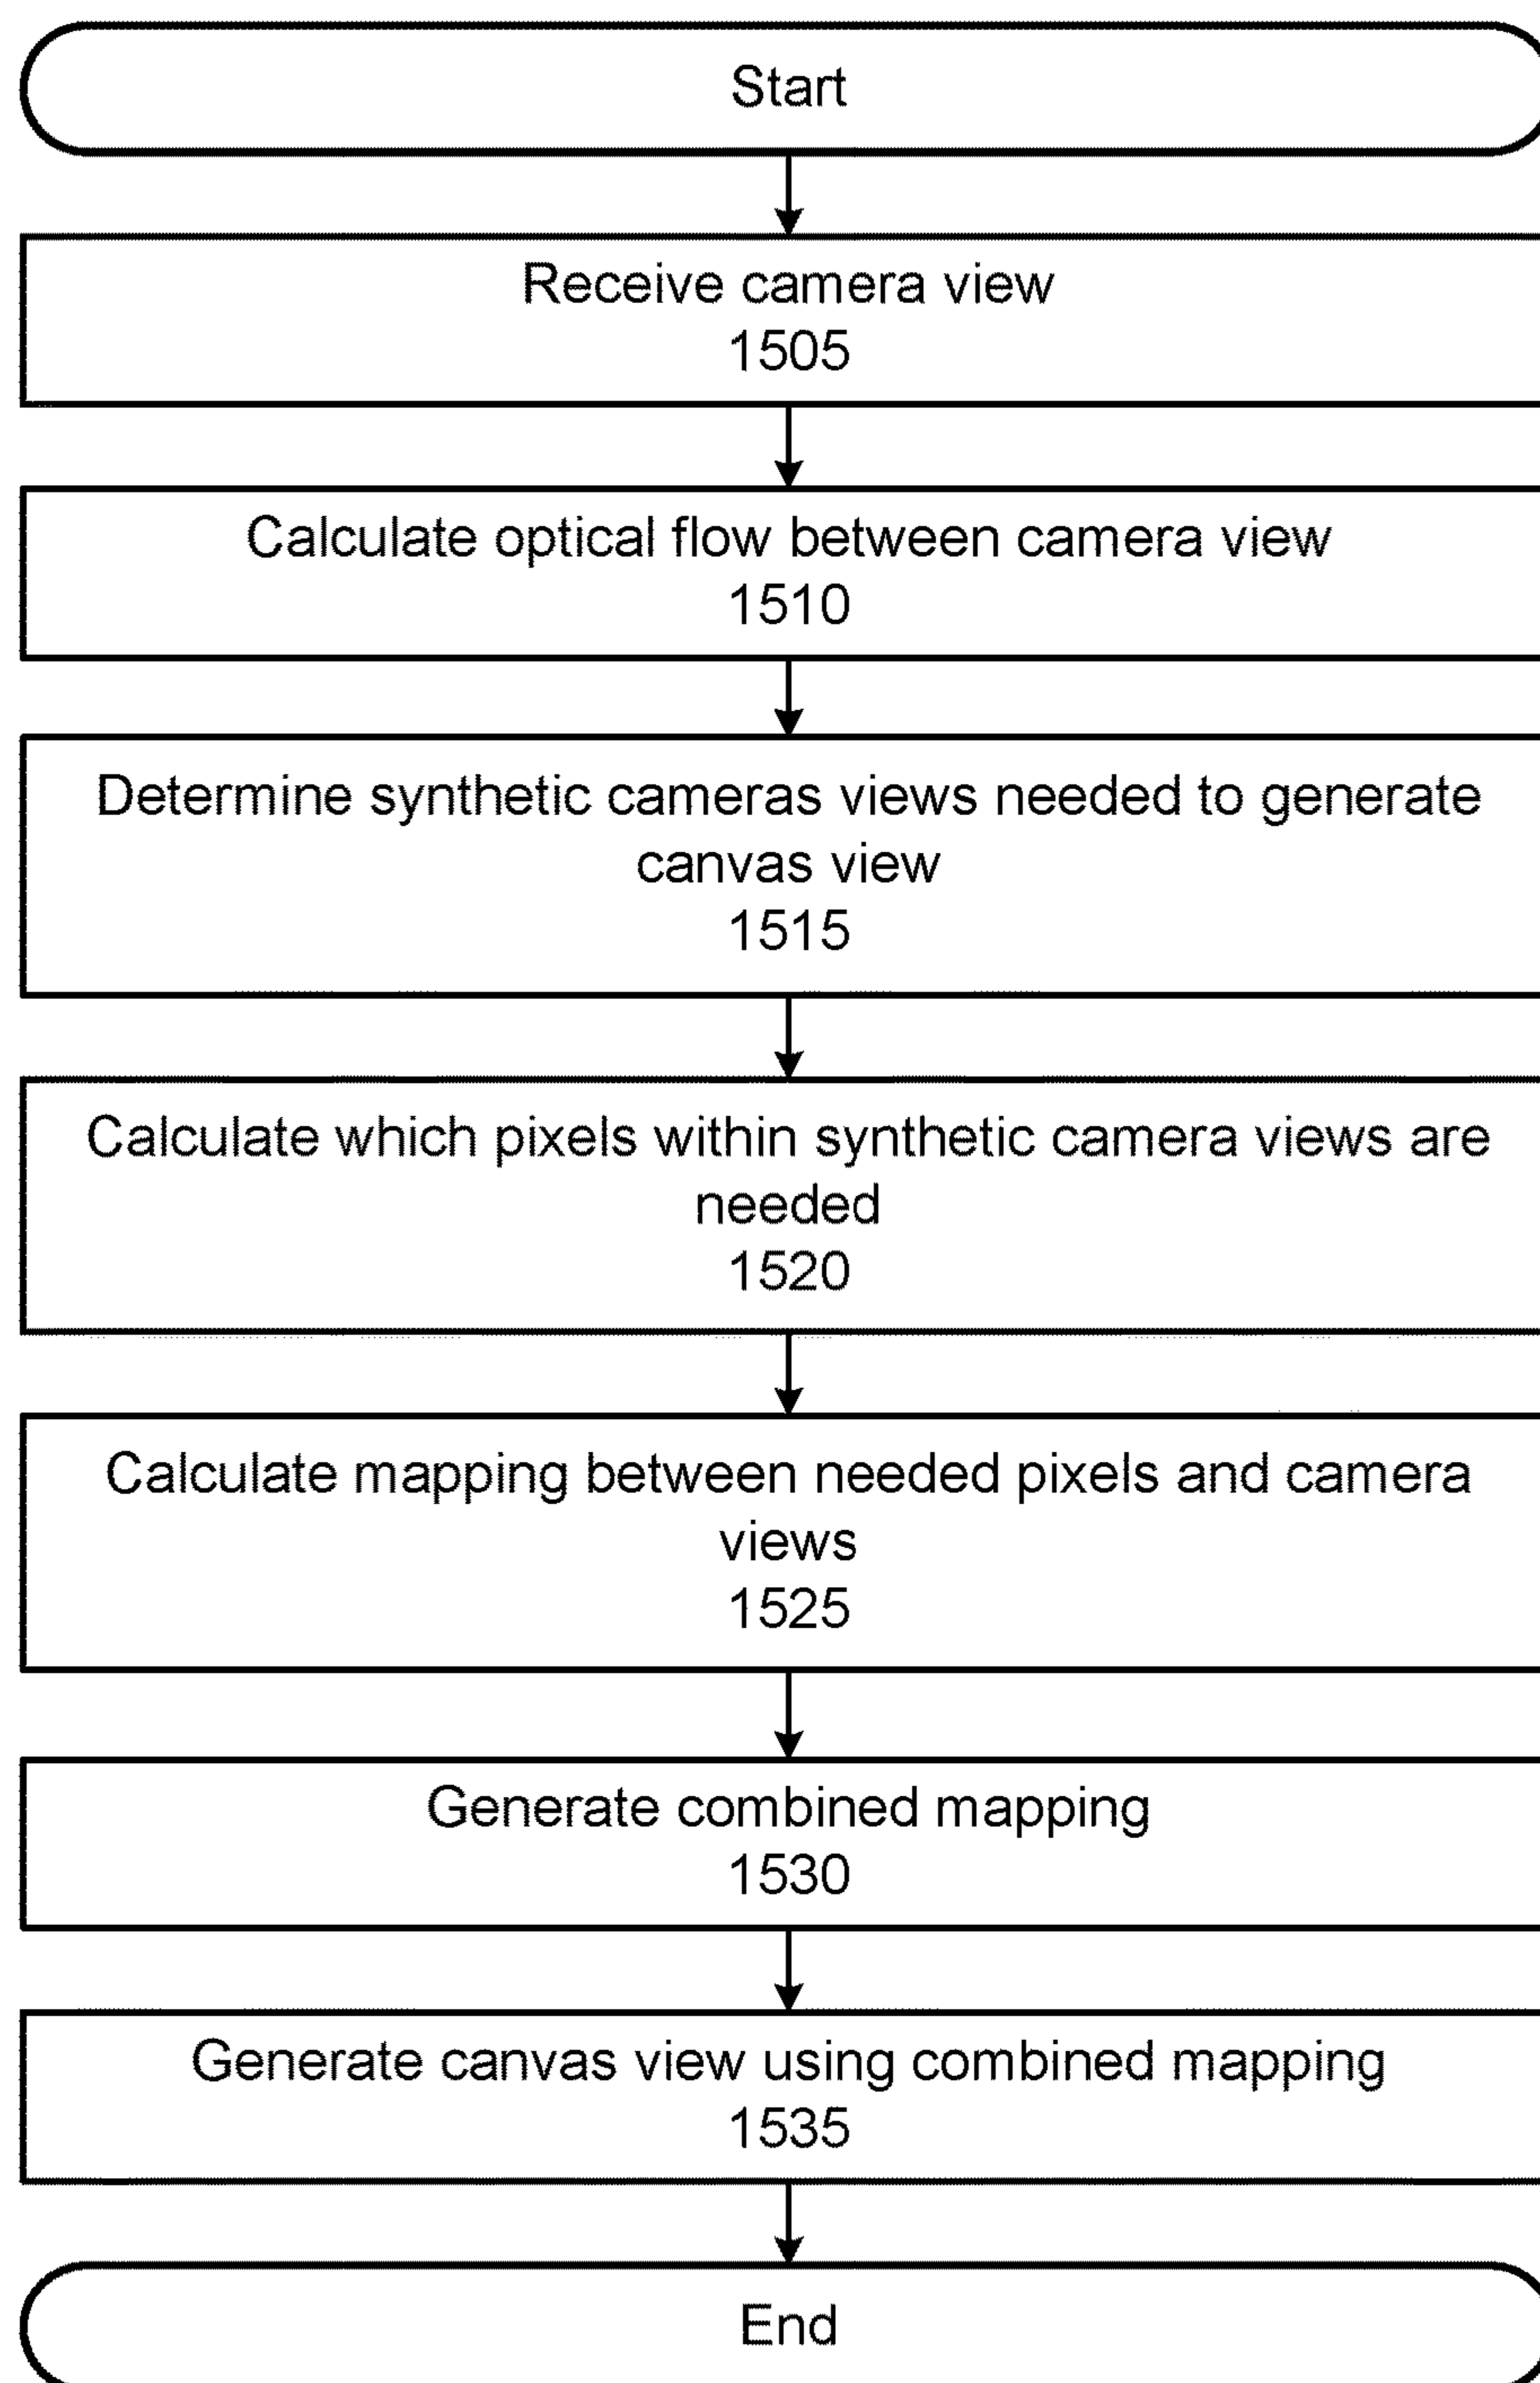 Start
Receive camera view
1505
Calculate optical flow between camera view
1510
Determine synthetic cameras views needed to generate
canvas view
1515
Calculate which pixels within synthetic camera views are
needed
1520
Calculate mapping between needed pixels and camera
views
1525
Generate combined mapping
1530
Generate canvas view using combined mapping
1535
End